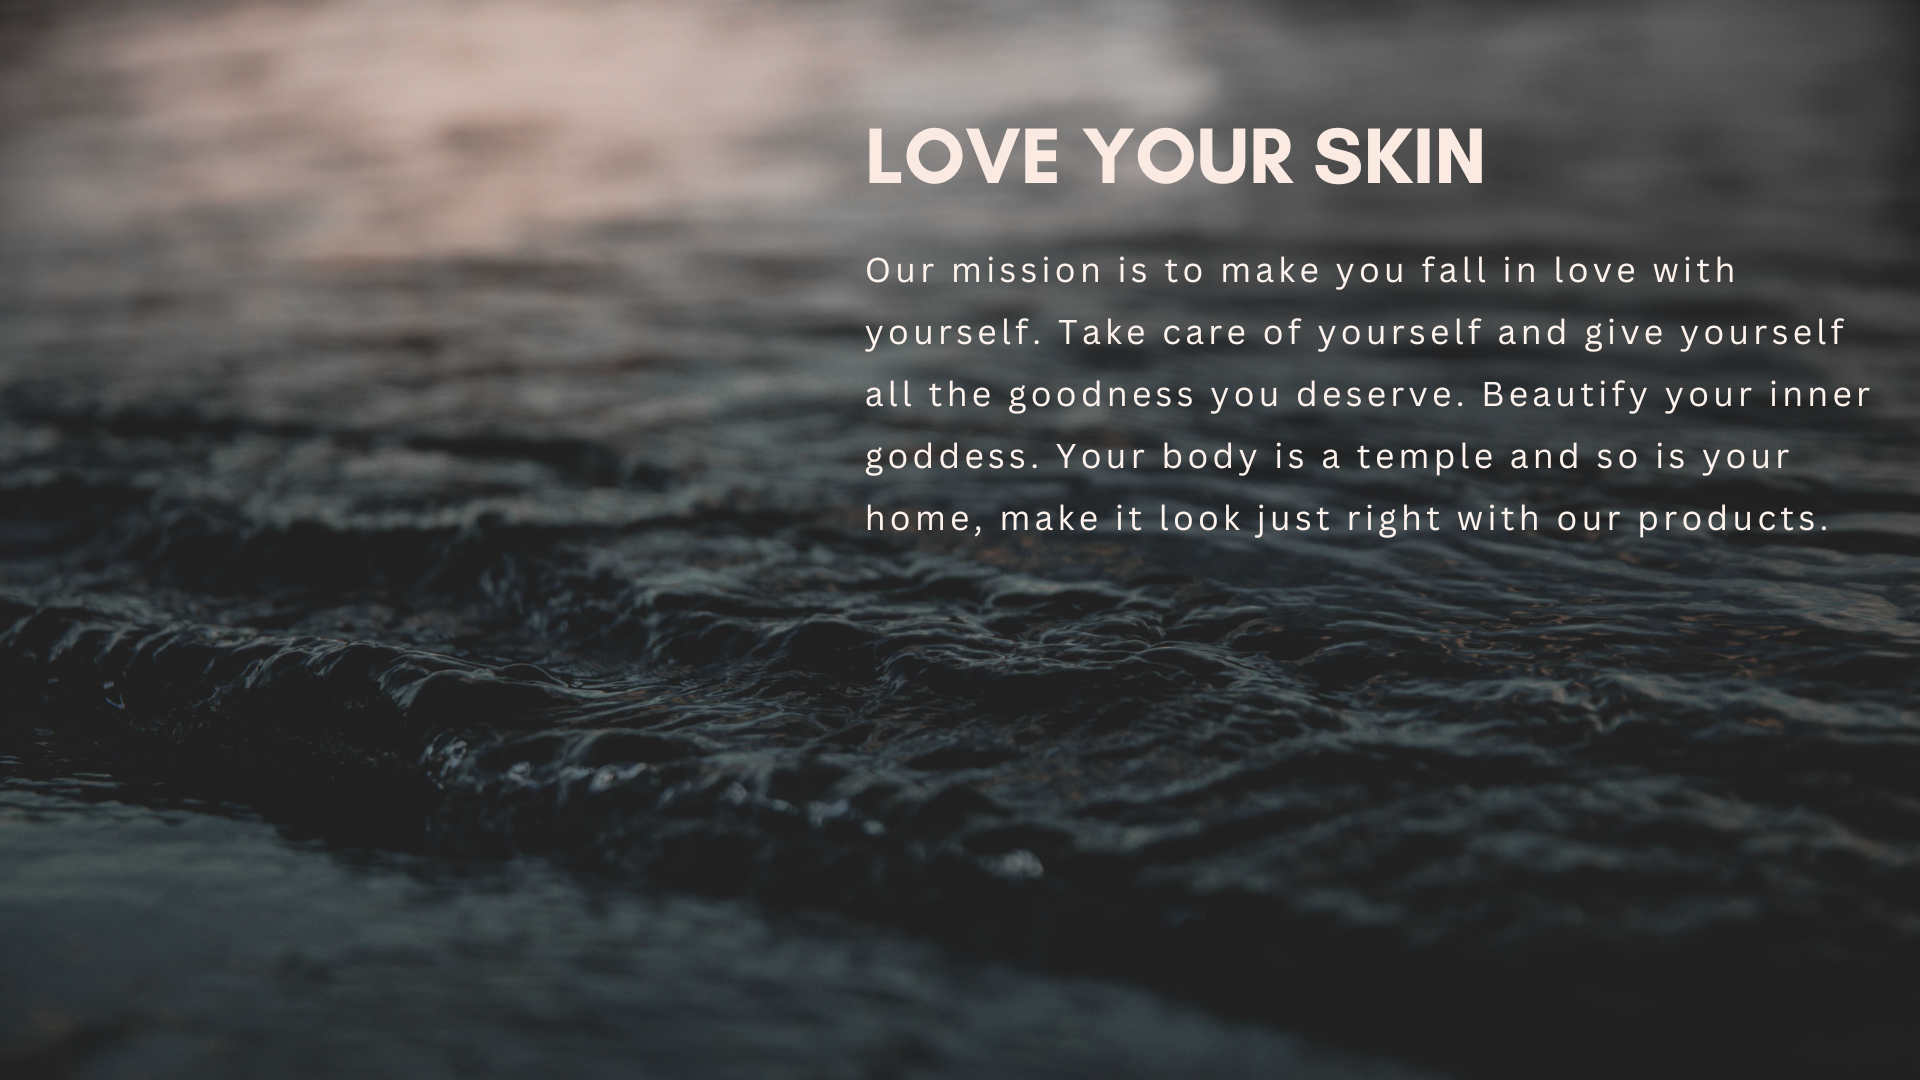 LOVE YOUR SKIN
Our mission is to make you fall in love with
yourself. Take care of yourself and give yourself
all the goodness you deserve. Beautify your inner
goddess. Your body is a temple and so is your
home, make it look just right with our products.